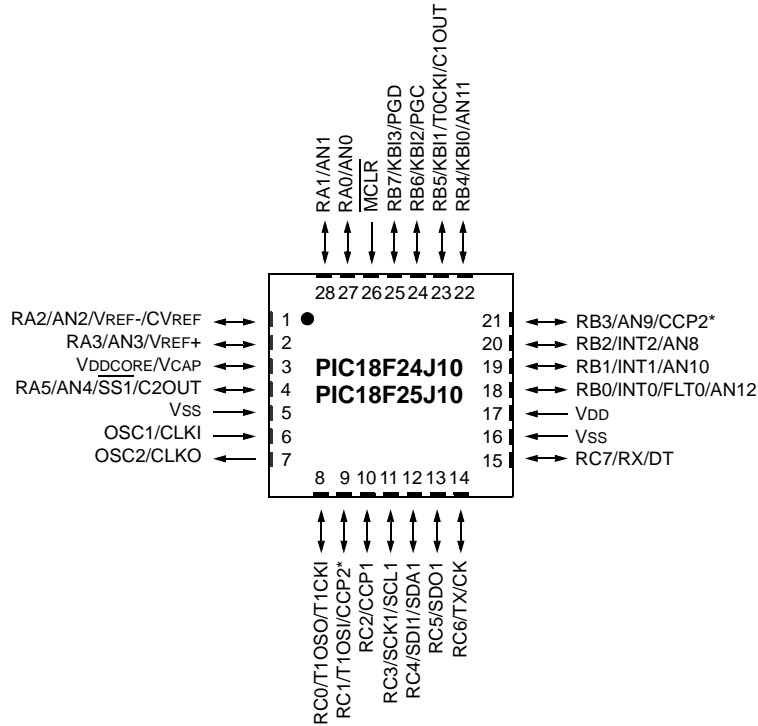 RA1/AN1
RA0/AN0
MCLR
RB7/KBI3/PGD
RB6/KBI2/PGC
RB5/KBI1/T0CKI/C1OUT
RB4/KBI0/AN11
28 27 26 25 24 23 22
RA2/AN2/VREF-/CVREF
RA3/AN3/VREF+
VDDCORE/VCAP
RA5/AN4/SS1/C2OUT
VSS
OSC1/CLKI
OSC2/CLKO
1
2
3
4
5
6
7
PIC18F24J10
PIC18F25J10
21
20
19
18
17
16
15
RB3/AN9/CCP2*
RB2/INT2/AN8
RB1/INT1/AN10
RB0/INT0/FLT0/AN12
VDD
VSS
RC7/RX/DT
8 9 10 11 12 13 14
RC0/T1OSO/T1CKI
RC1/T1OSI/CCP2*
RC2/CCP1
RC3/SCK1/SCL1
RC4/SDI1/SDA1
RC5/SDO1
RC6/TX/CK